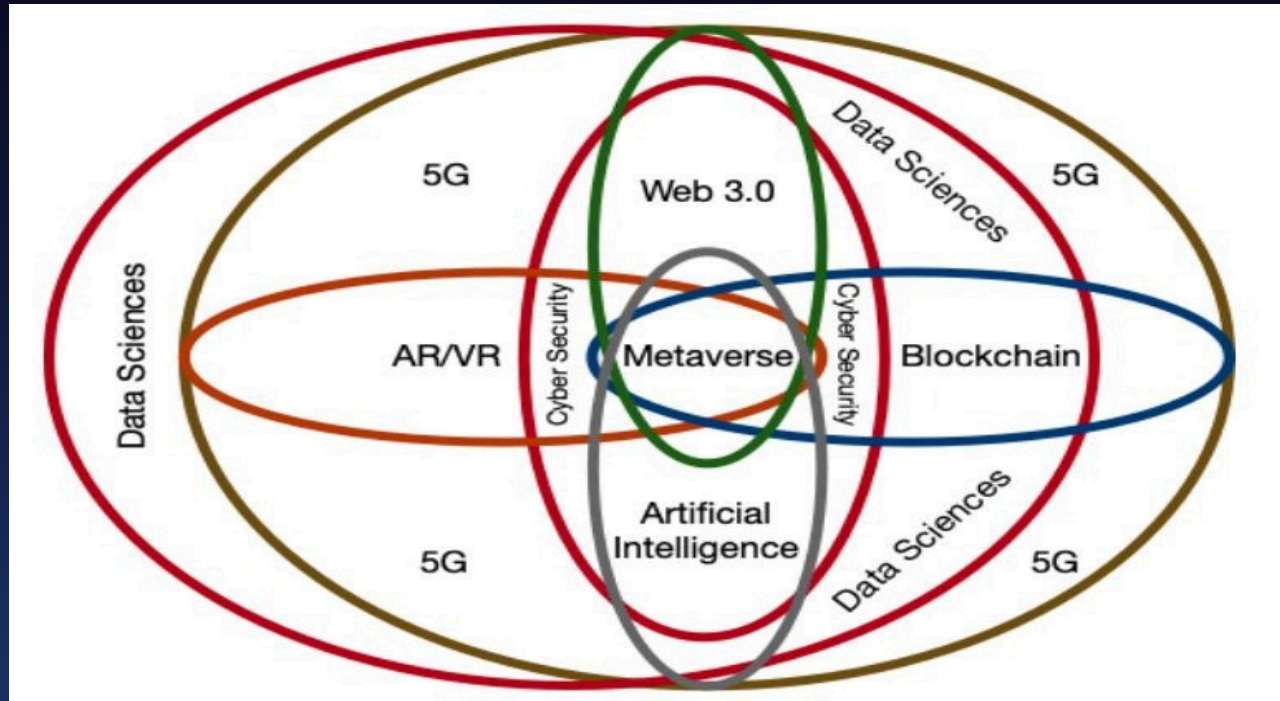 Data Sciences
5G
5G
Web 3.0
Data Sciences
Cyber Security
Cyber Security
AR/VR
Metaverse
Blockchain
Artificial
Intelligence
Data Sciences
5G
5G